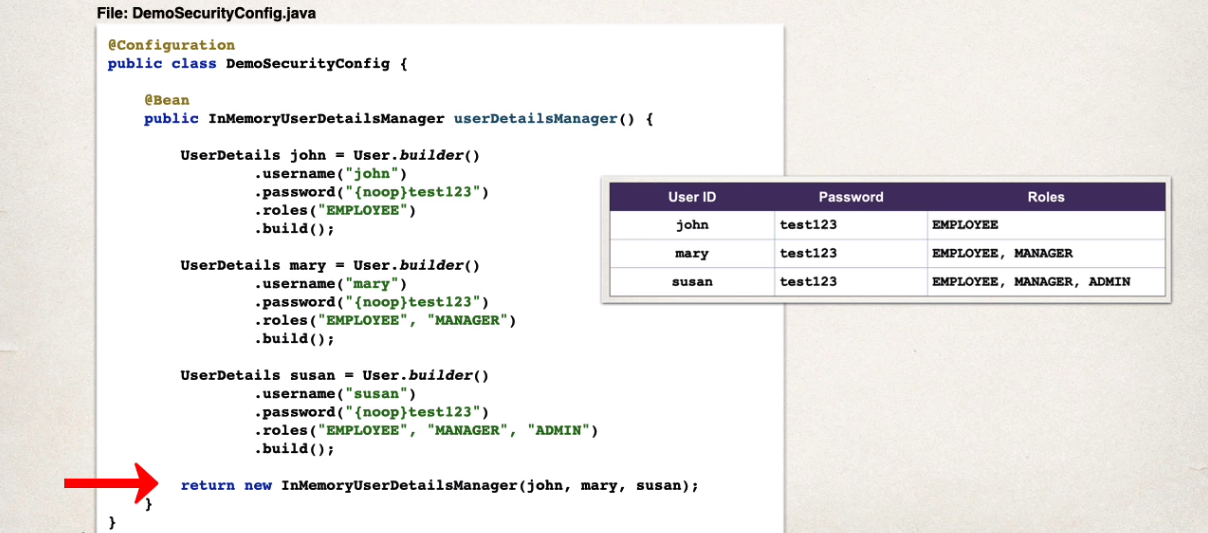 File: DemoSecurityConfig.java
@Configuration
public class DemoSecurityConfig {
@Bean
public InMemoryUserDetailsManager userDetailsManager() {
UserDetails john = User.builder()
.username("john")
.password("{noop}test123")
.roles("EMPLOYEE")
.build();
UserDetails mary = User.builder()
.username("mary")
.password("{noop}test123")
.roles("EMPLOYEE", "MANAGER")
.build();
UserDetails susan = User.builder()
.username("susan")
.password("{noop}test123")
.roles("EMPLOYEE", "MANAGER", "ADMIN")
.build();
return new InMemoryUserDetailsManager(john, mary, susan);
}
}
User ID Password Roles
john test123 EMPLOYEE
mary test123 EMPLOYEE, MANAGER
susan test123 EMPLOYEE, MANAGER, ADMIN